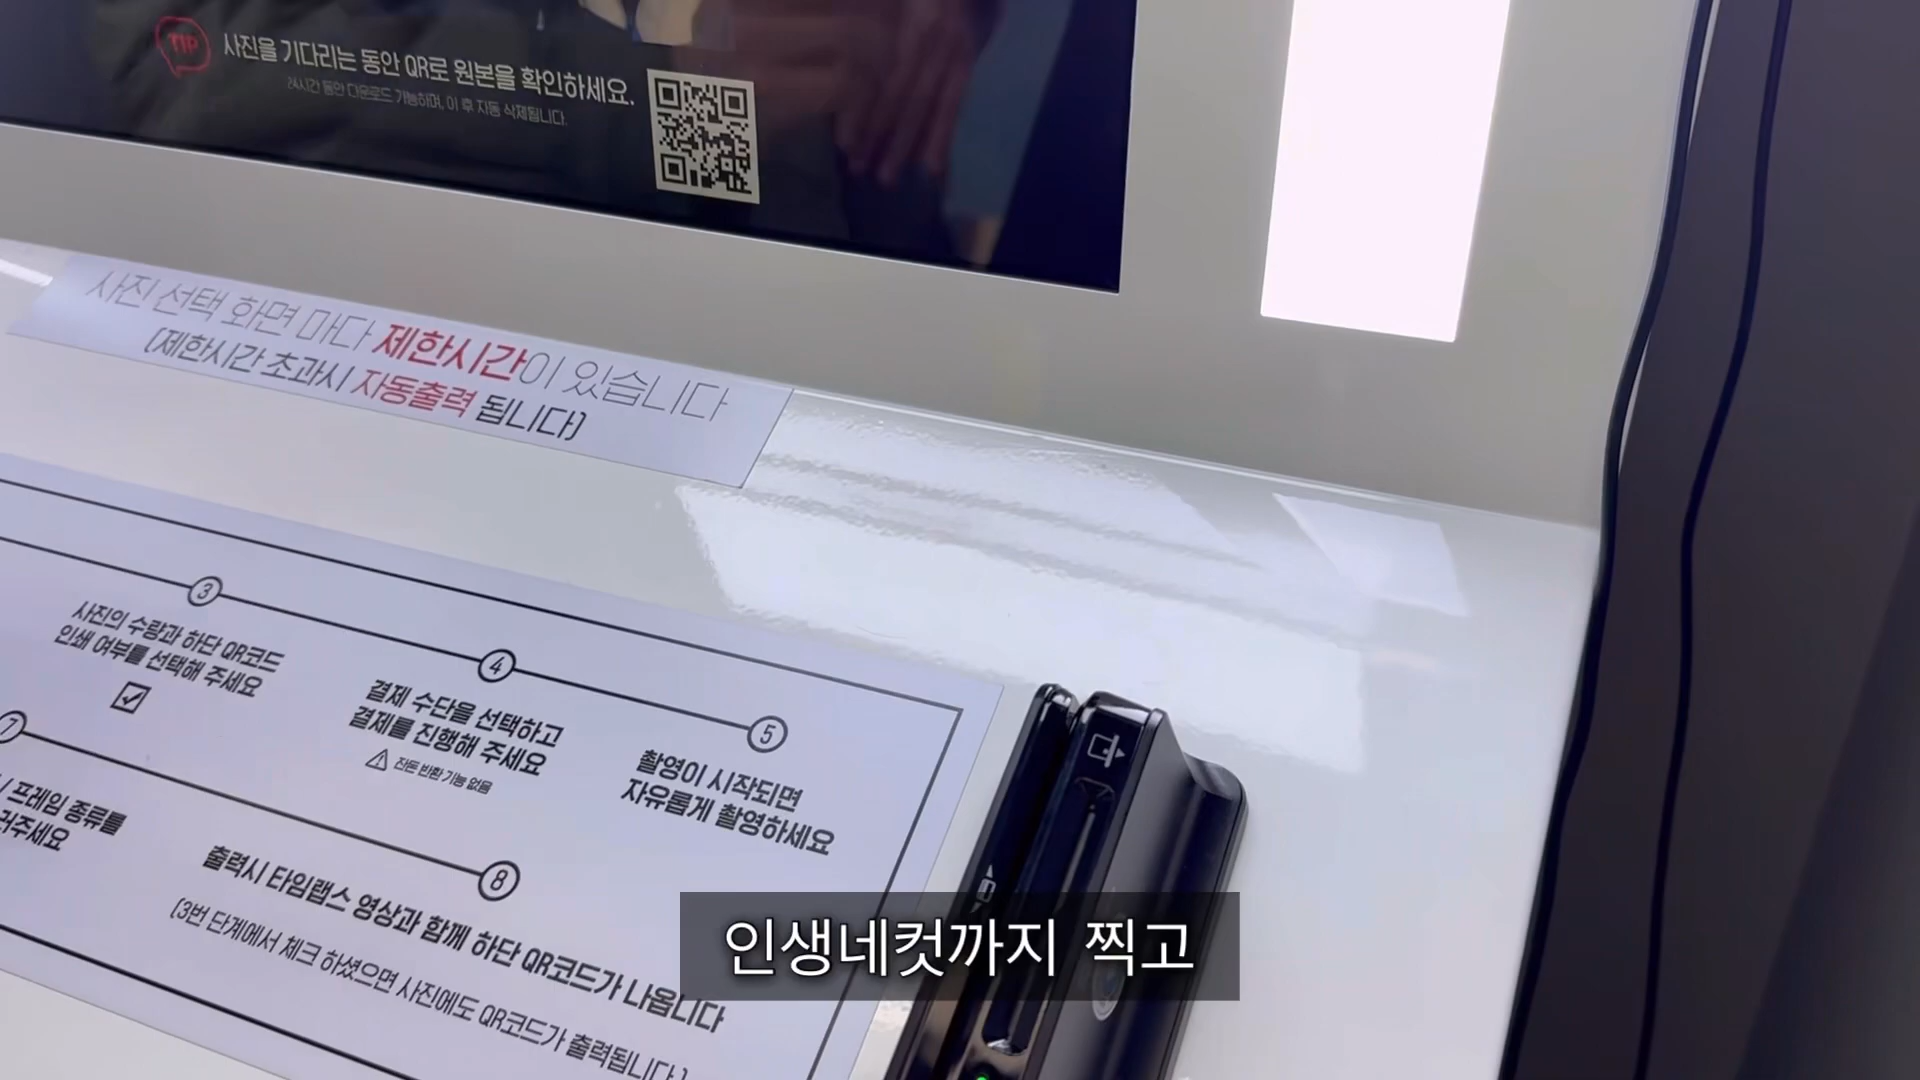 TIP
사진을 기다리는 동안 QR로 원본을 확인하세요.
24시간 동안 다운로드 가능하며, 이 후 자동 삭제됩니다.
사진 선택 화면 마다 제한시간이 있습니다
(제한시간 초과시 자동출력 됩니다)
3
사진의 수량과 하단 QR코드
인쇄 여부를 선택해 주세요
4
결제 수단을 선택하고
결제를 진행해 주세요
잔돈 반환 기능 없음
5
촬영이 시작되면
자유롭게 촬영하세요
7
/ 프레임 종류를
러주세요
8
출력시 타임랩스 영상과 함께 하단 QR코드가 나옵니다
(3번 단계에서 체크 하셨으면 사진에도 QR코드가 출력됩니다.)
인생네컷까지 찍고